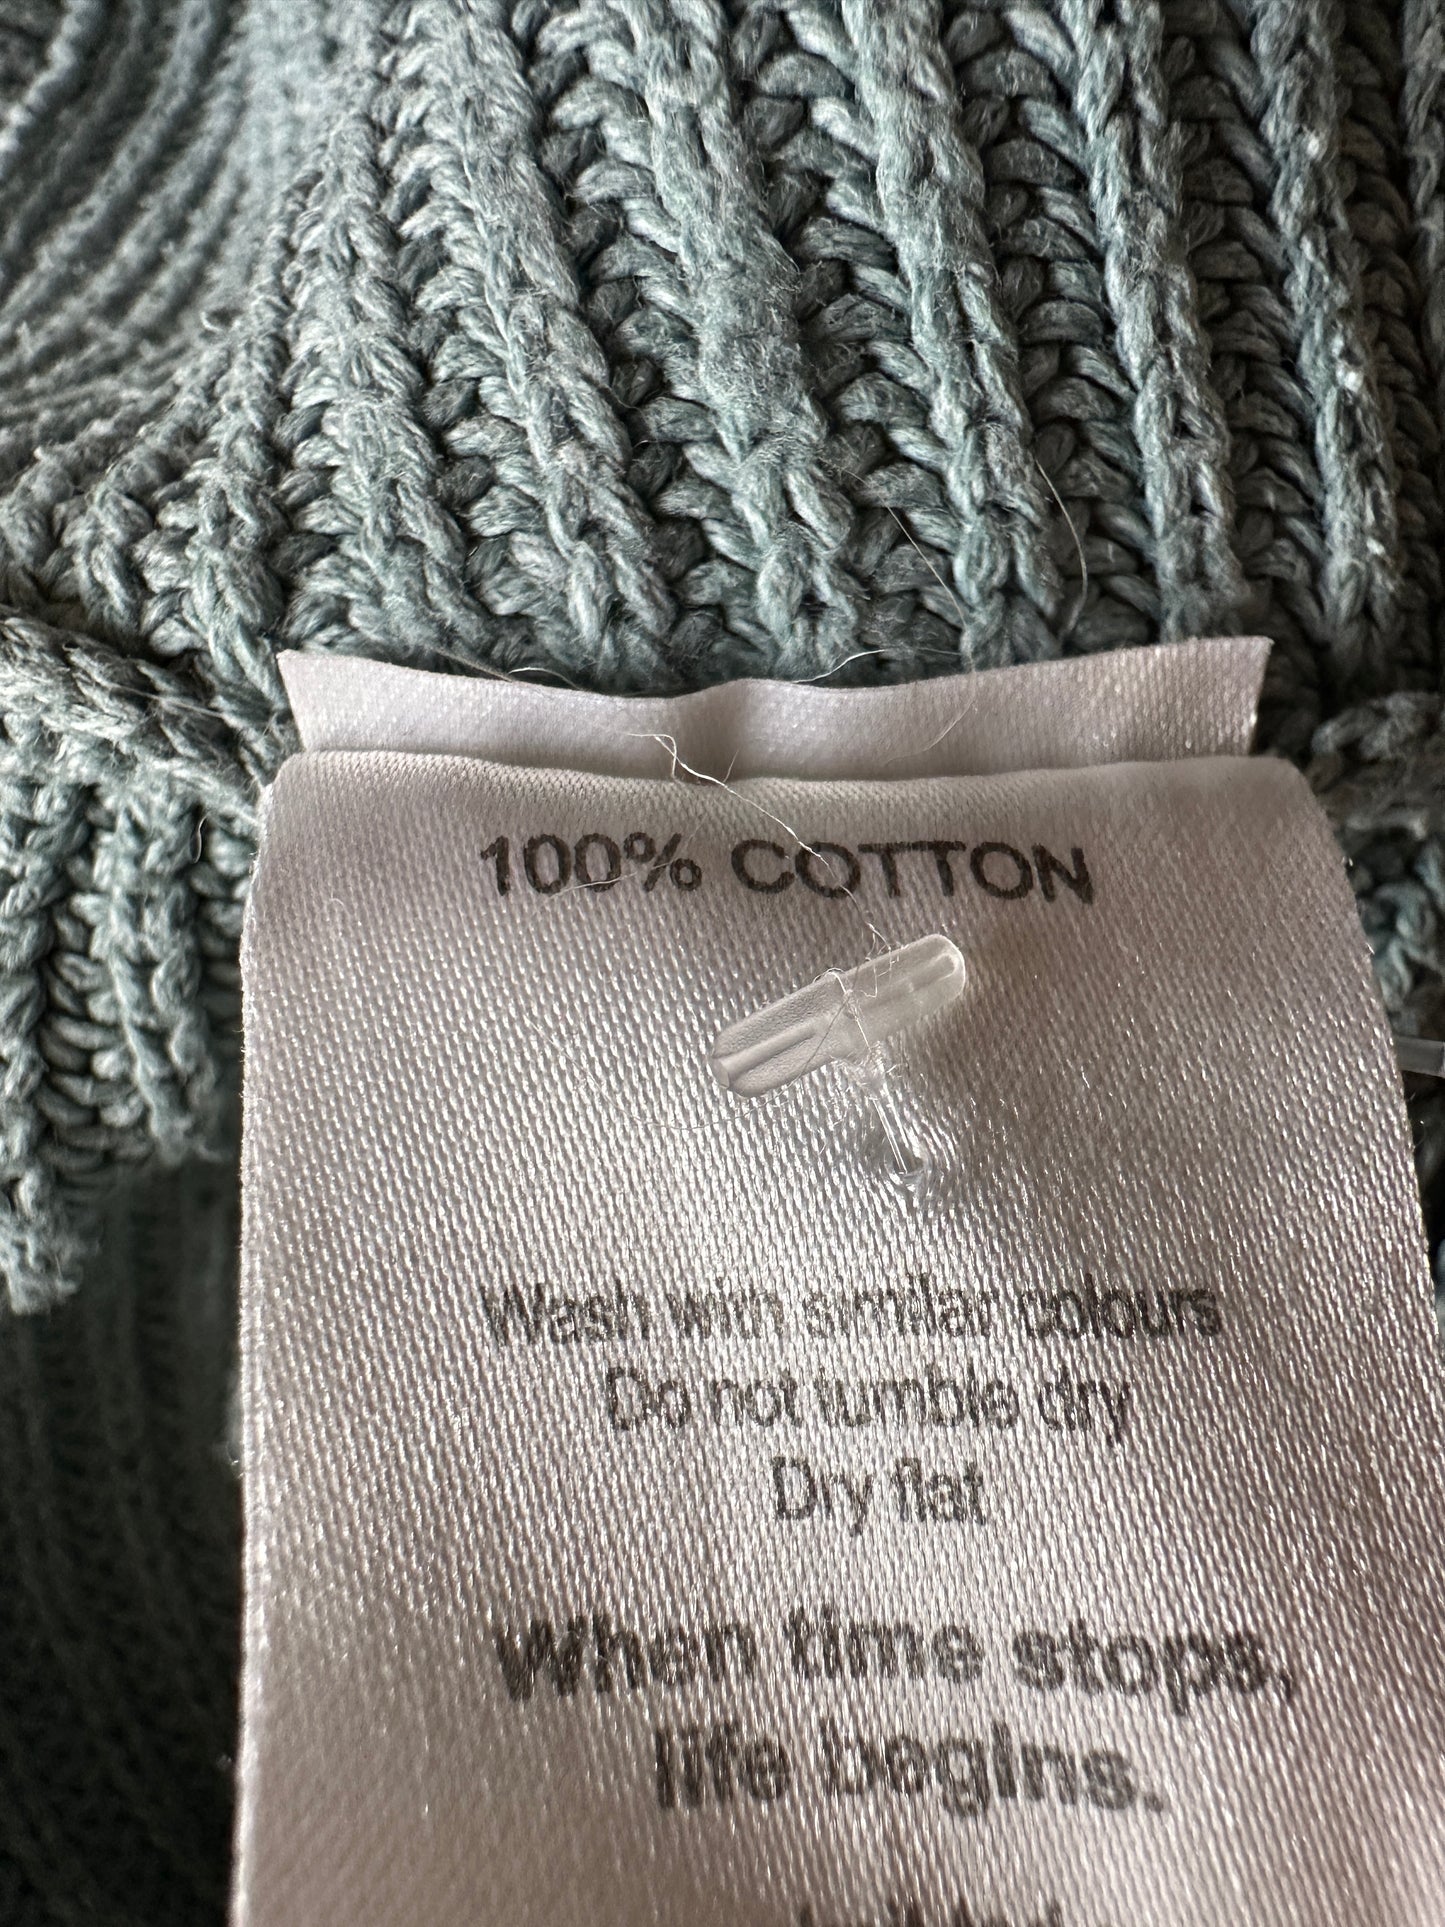 100% COTTON
Wash with similar colours
Do not tumble dry
Dry flat
When time stops,
life begins.